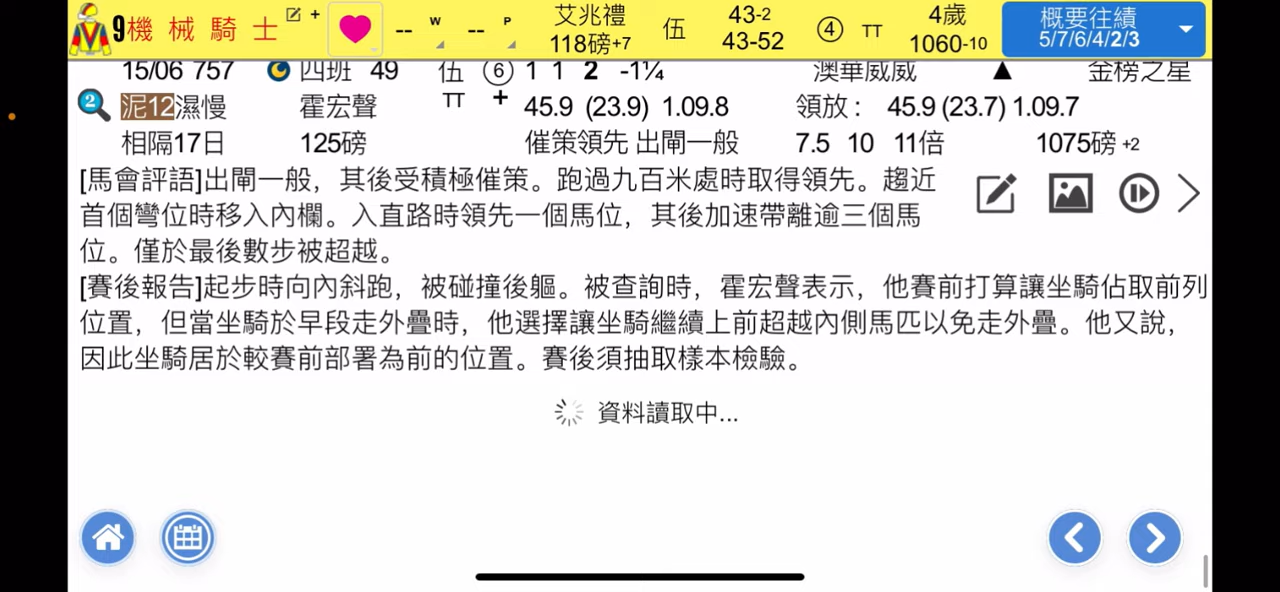 9機械騎士 + -- W -- P 艾兆禮 118磅+7 伍 43-2 43-52 ④ TT 4歲 1060-10 概要往績 5/7/6/4/2/3
15/06 757 四班 49 伍 ⑥ 1 1 2 -1¼ 澳華威威 ▲ 金榜之星
2 泥12濕慢 霍宏聲 TT + 45.9 (23.9) 1.09.8 領放: 45.9 (23.7) 1.09.7
相隔17日 125磅 催策領先 出閘一般 7.5 10 11倍 1075磅 +2
[馬會評語]出閘一般,其後受積極催策。跑過九百米處時取得領先。趨近
首個彎位時移入內欄。入直路時領先一個馬位,其後加速帶離逾三個馬
位。僅於最後數步被超越。
[賽後報告]起步時向內斜跑,被碰撞後軀。被查詢時,霍宏聲表示,他賽前打算讓坐騎佔取前列
位置,但當坐騎於早段走外疊時,他選擇讓坐騎繼續上前超越內側馬匹以免走外疊。他又說,
因此坐騎居於較賽前部署為前的位置。賽後須抽取樣本檢驗。
資料讀取中...